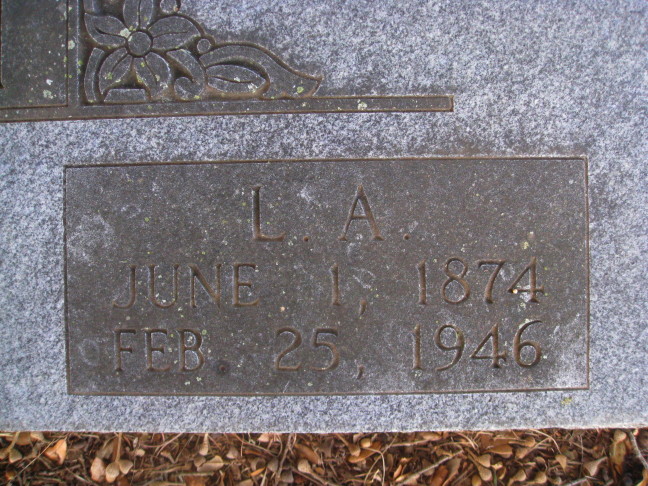 L. A.
JUNE 1, 1874
FEB. 25, 1946